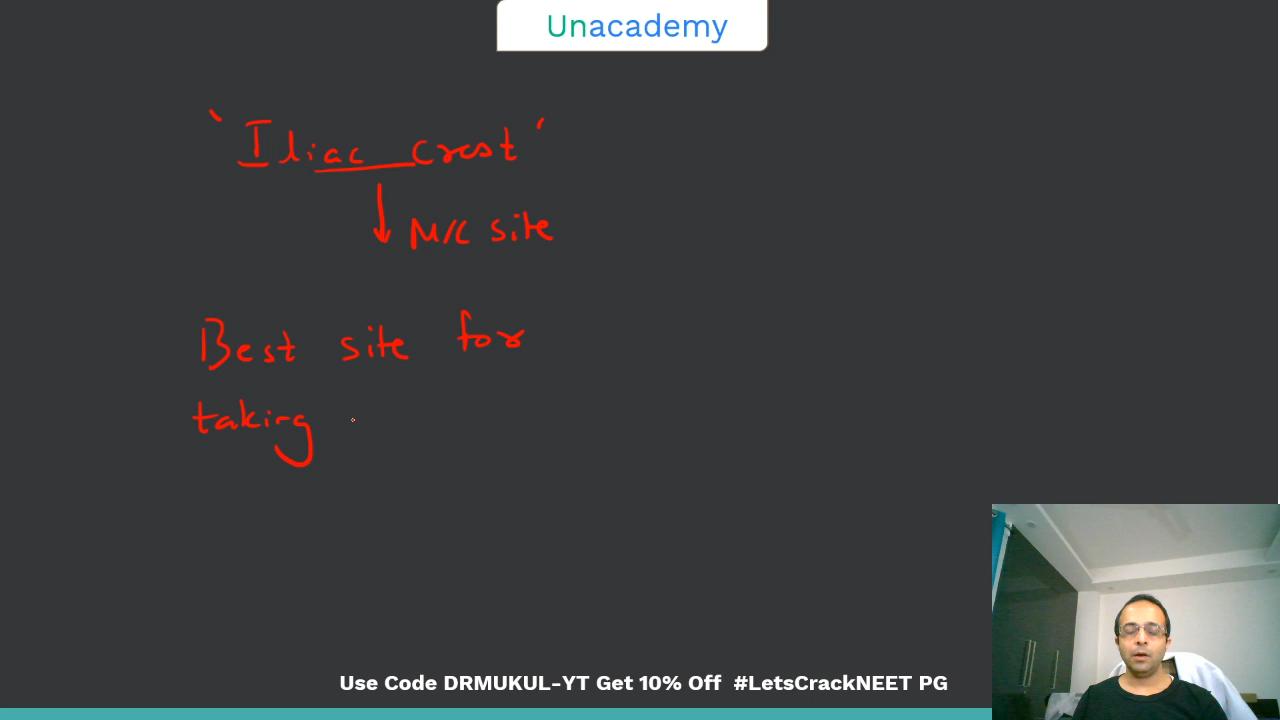 Unacademy
'Iliac crest'
M/C site
Best site for
taking
Use Code DRMUKUL-YT Get 10% Off #LetsCrackNEET PG